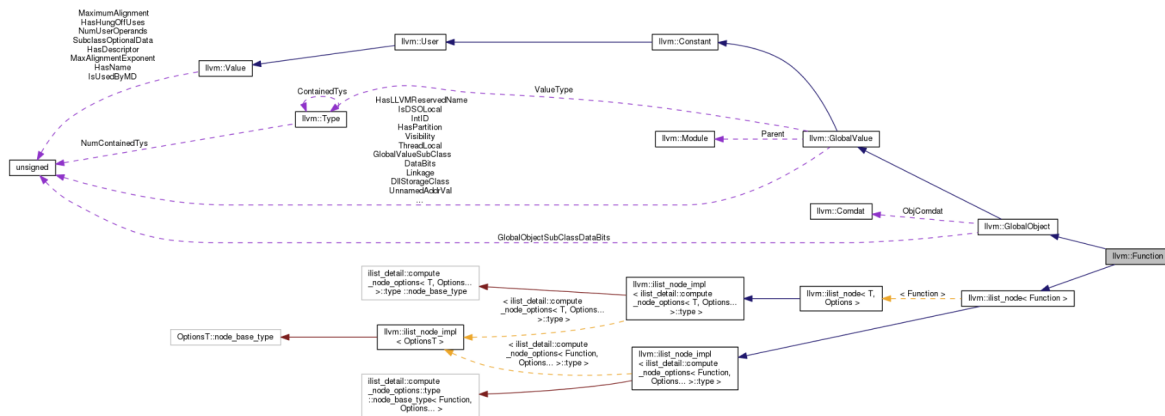 MaximumAlignment
HasHungOffUses
NumUserOperands
SubclassOptionalData
HasDescriptor
MaxAlignmentExponent
HasName
IsUsedByMD
llvm::User
llvm::Constant
llvm::Value
ContainedTys
ValueType
llvm::Type
HasLLVMReservedName
IsDSOLocal
IntID
HasPartition
Visibility
ThreadLocal
GlobalValueSubClass
DataBits
Linkage
DllStorageClass
UnnamedAddrVal
...
llvm::Module
Parent
llvm::GlobalValue
NumContainedTys
unsigned
llvm::Comdat
ObjComdat
llvm::GlobalObject
GlobalObjectSubClassDataBits
llvm::Function
ilist_detail::compute
_node_options< T, Options...
>::type ::node_base_type
llvm::ilist_node_impl
< ilist_detail::compute
_node_options< T, Options...
>::type >
llvm::ilist_node< T,
Options >
< Function >
llvm::ilist_node< Function >
< ilist_detail::compute
_node_options< T, Options...
>::type >
OptionsT::node_base_type
llvm::ilist_node_impl
< OptionsT >
< ilist_detail::compute
_node_options< Function,
Options... >::type >
llvm::ilist_node_impl
< ilist_detail::compute
_node_options< Function,
Options... >::type >
ilist_detail::compute
_node_options::type
::node_base_type< Function,
Options... >